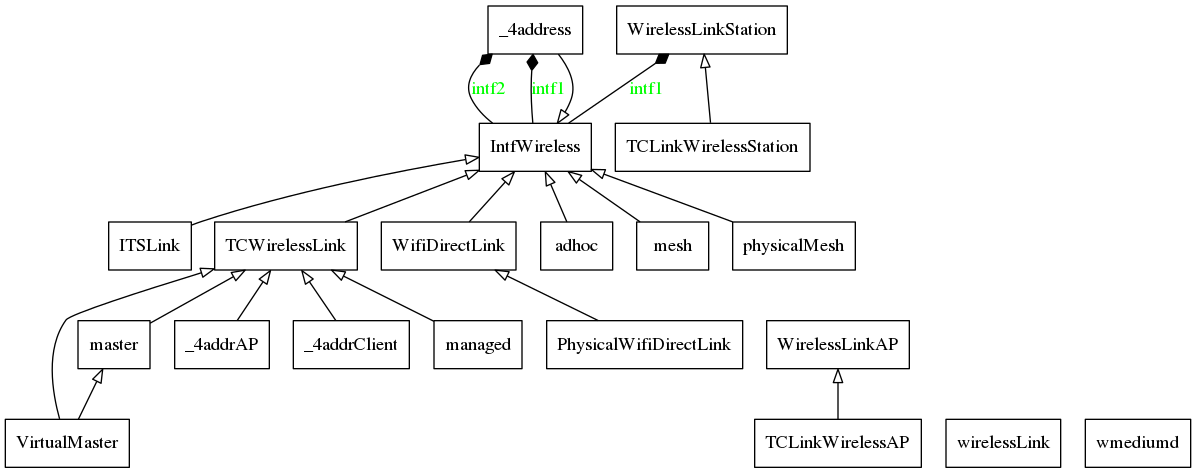 _4address
WirelessLinkStation
intf2
intf1
intf1
IntfWireless
TCLinkWirelessStation
ITSLink
TCWirelessLink
WifiDirectLink
adhoc
mesh
physicalMesh
master
_4addrAP
_4addrClient
managed
PhysicalWifiDirectLink
WirelessLinkAP
VirtualMaster
TCLinkWirelessAP
wirelessLink
wmediumd